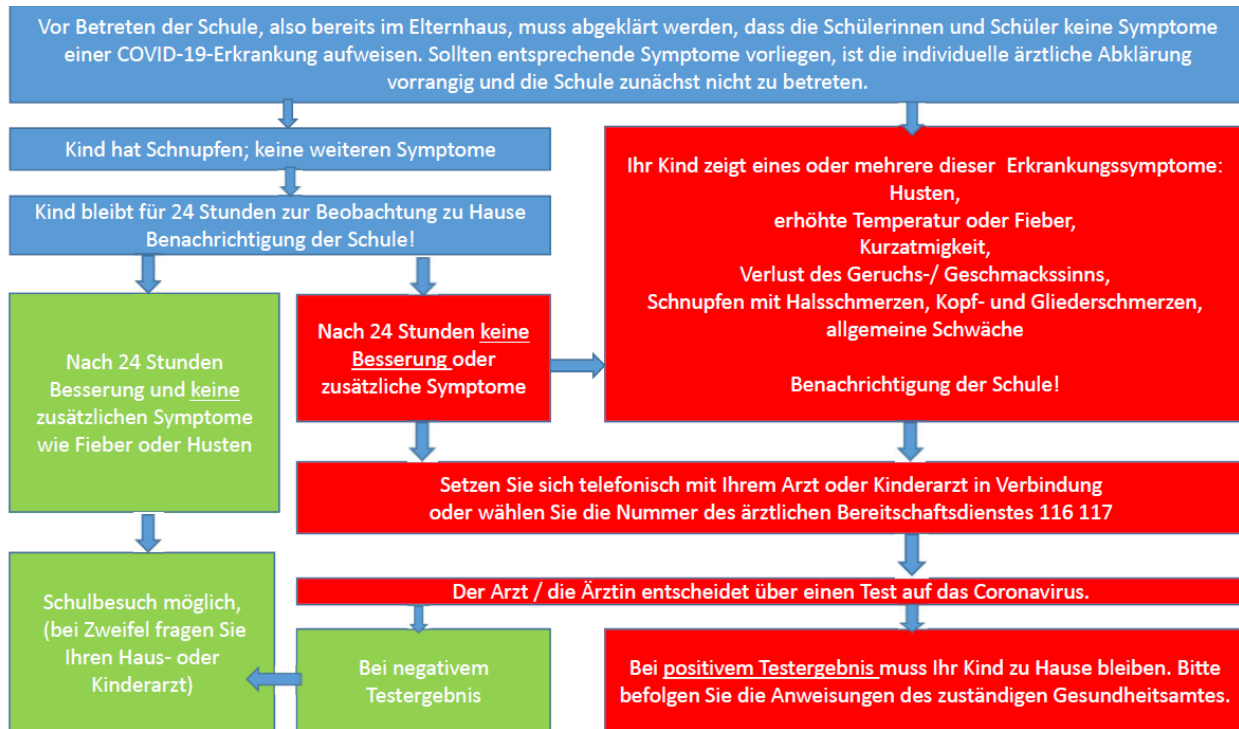 Vor Betreten der Schule, also bereits im Elternhaus, muss abgeklärt werden, dass die Schülerinnen und Schüler keine Symptome
einer COVID-19-Erkrankung aufweisen. Sollten entsprechende Symptome vorliegen, ist die individuelle ärztliche Abklärung
vorrangig und die Schule zunächst nicht zu betreten.
Kind hat Schnupfen; keine weiteren Symptome
Kind bleibt für 24 Stunden zur Beobachtung zu Hause
Benachrichtigung der Schule!
Ihr Kind zeigt eines oder mehrere dieser Erkrankungssymptome:
Husten,
erhöhte Temperatur oder Fieber,
Kurzatmigkeit,
Verlust des Geruchs-/ Geschmackssinns,
Schnupfen mit Halsschmerzen, Kopf- und Gliederschmerzen,
allgemeine Schwäche
Benachrichtigung der Schule!
Nach 24 Stunden
Besserung und keine
zusätzlichen Symptome
wie Fieber oder Husten
Nach 24 Stunden keine
Besserung oder
zusätzliche Symptome
Setzen Sie sich telefonisch mit Ihrem Arzt oder Kinderarzt in Verbindung
oder wählen Sie die Nummer des ärztlichen Bereitschaftsdienstes 116 117
Der Arzt / die Ärztin entscheidet über einen Test auf das Coronavirus.
Schulbesuch möglich,
(bei Zweifel fragen Sie
Ihren Haus- oder
Kinderarzt)
Bei negativem
Testergebnis
Bei positivem Testergebnis muss Ihr Kind zu Hause bleiben. Bitte
befolgen Sie die Anweisungen des zuständigen Gesundheitsamtes.